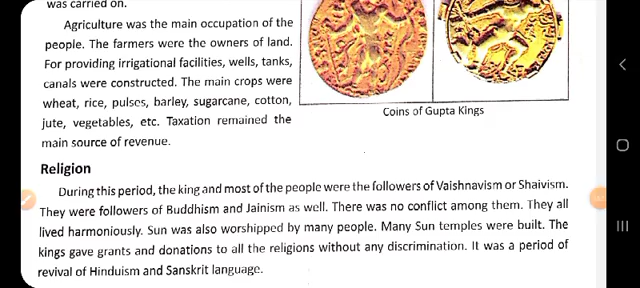 was carried on.
Agriculture was the main occupation of the
people. The farmers were the owners of land.
For providing irrigational facilities, wells, tanks,
canals were constructed. The main crops were
wheat, rice, pulses, barley, sugarcane, cotton,
jute, vegetables, etc. Taxation remained the
main source of revenue.
Coins of Gupta Kings
Religion
During this period, the king and most of the people were the followers of Vaishnavism or Shaivism.
They were followers of Buddhism and Jainism as well. There was no conflict among them. They all
lived harmoniously. Sun was also worshipped by many people. Many Sun temples were built. The
kings gave grants and donations to all the religions without any discrimination. It was a period of
revival of Hinduism and Sanskrit language.